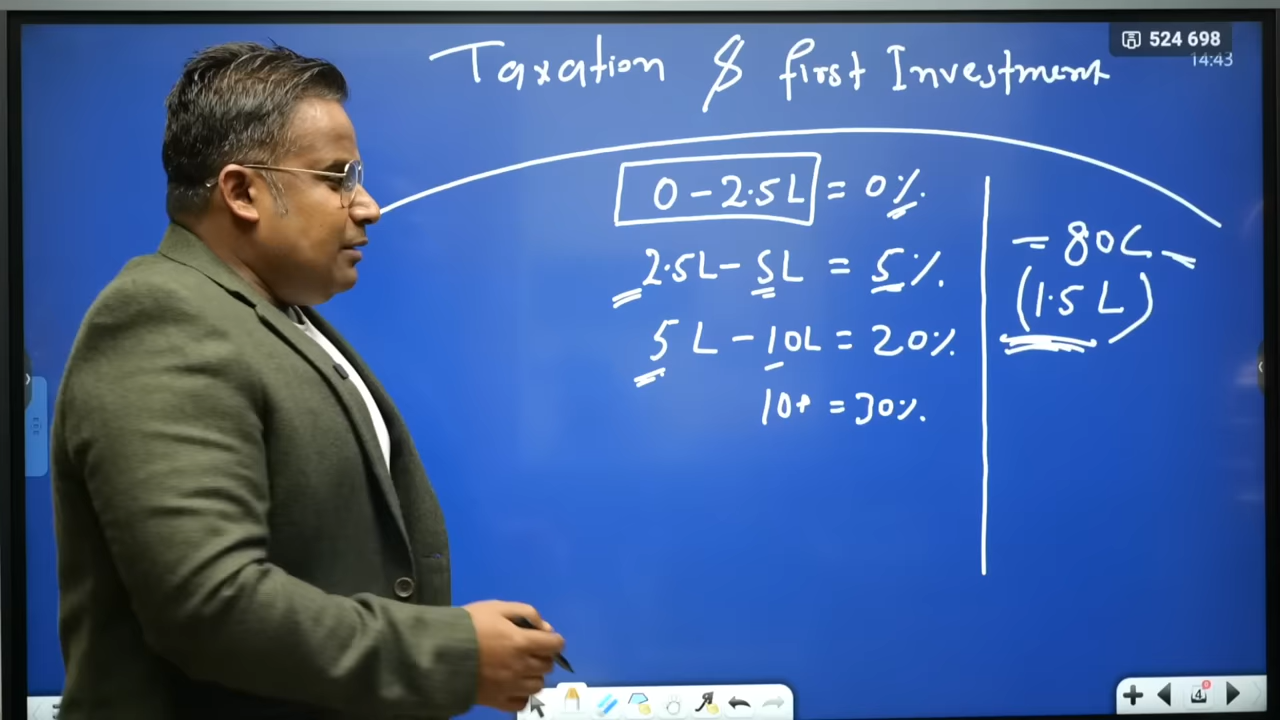 524 698
14:43
Taxation & first Investment
0 - 2.5L = 0%.
2.5L - 5L = 5%.
5L - 10L = 20%.
10+ = 30%.
- 80C -
(1.5 L)
4